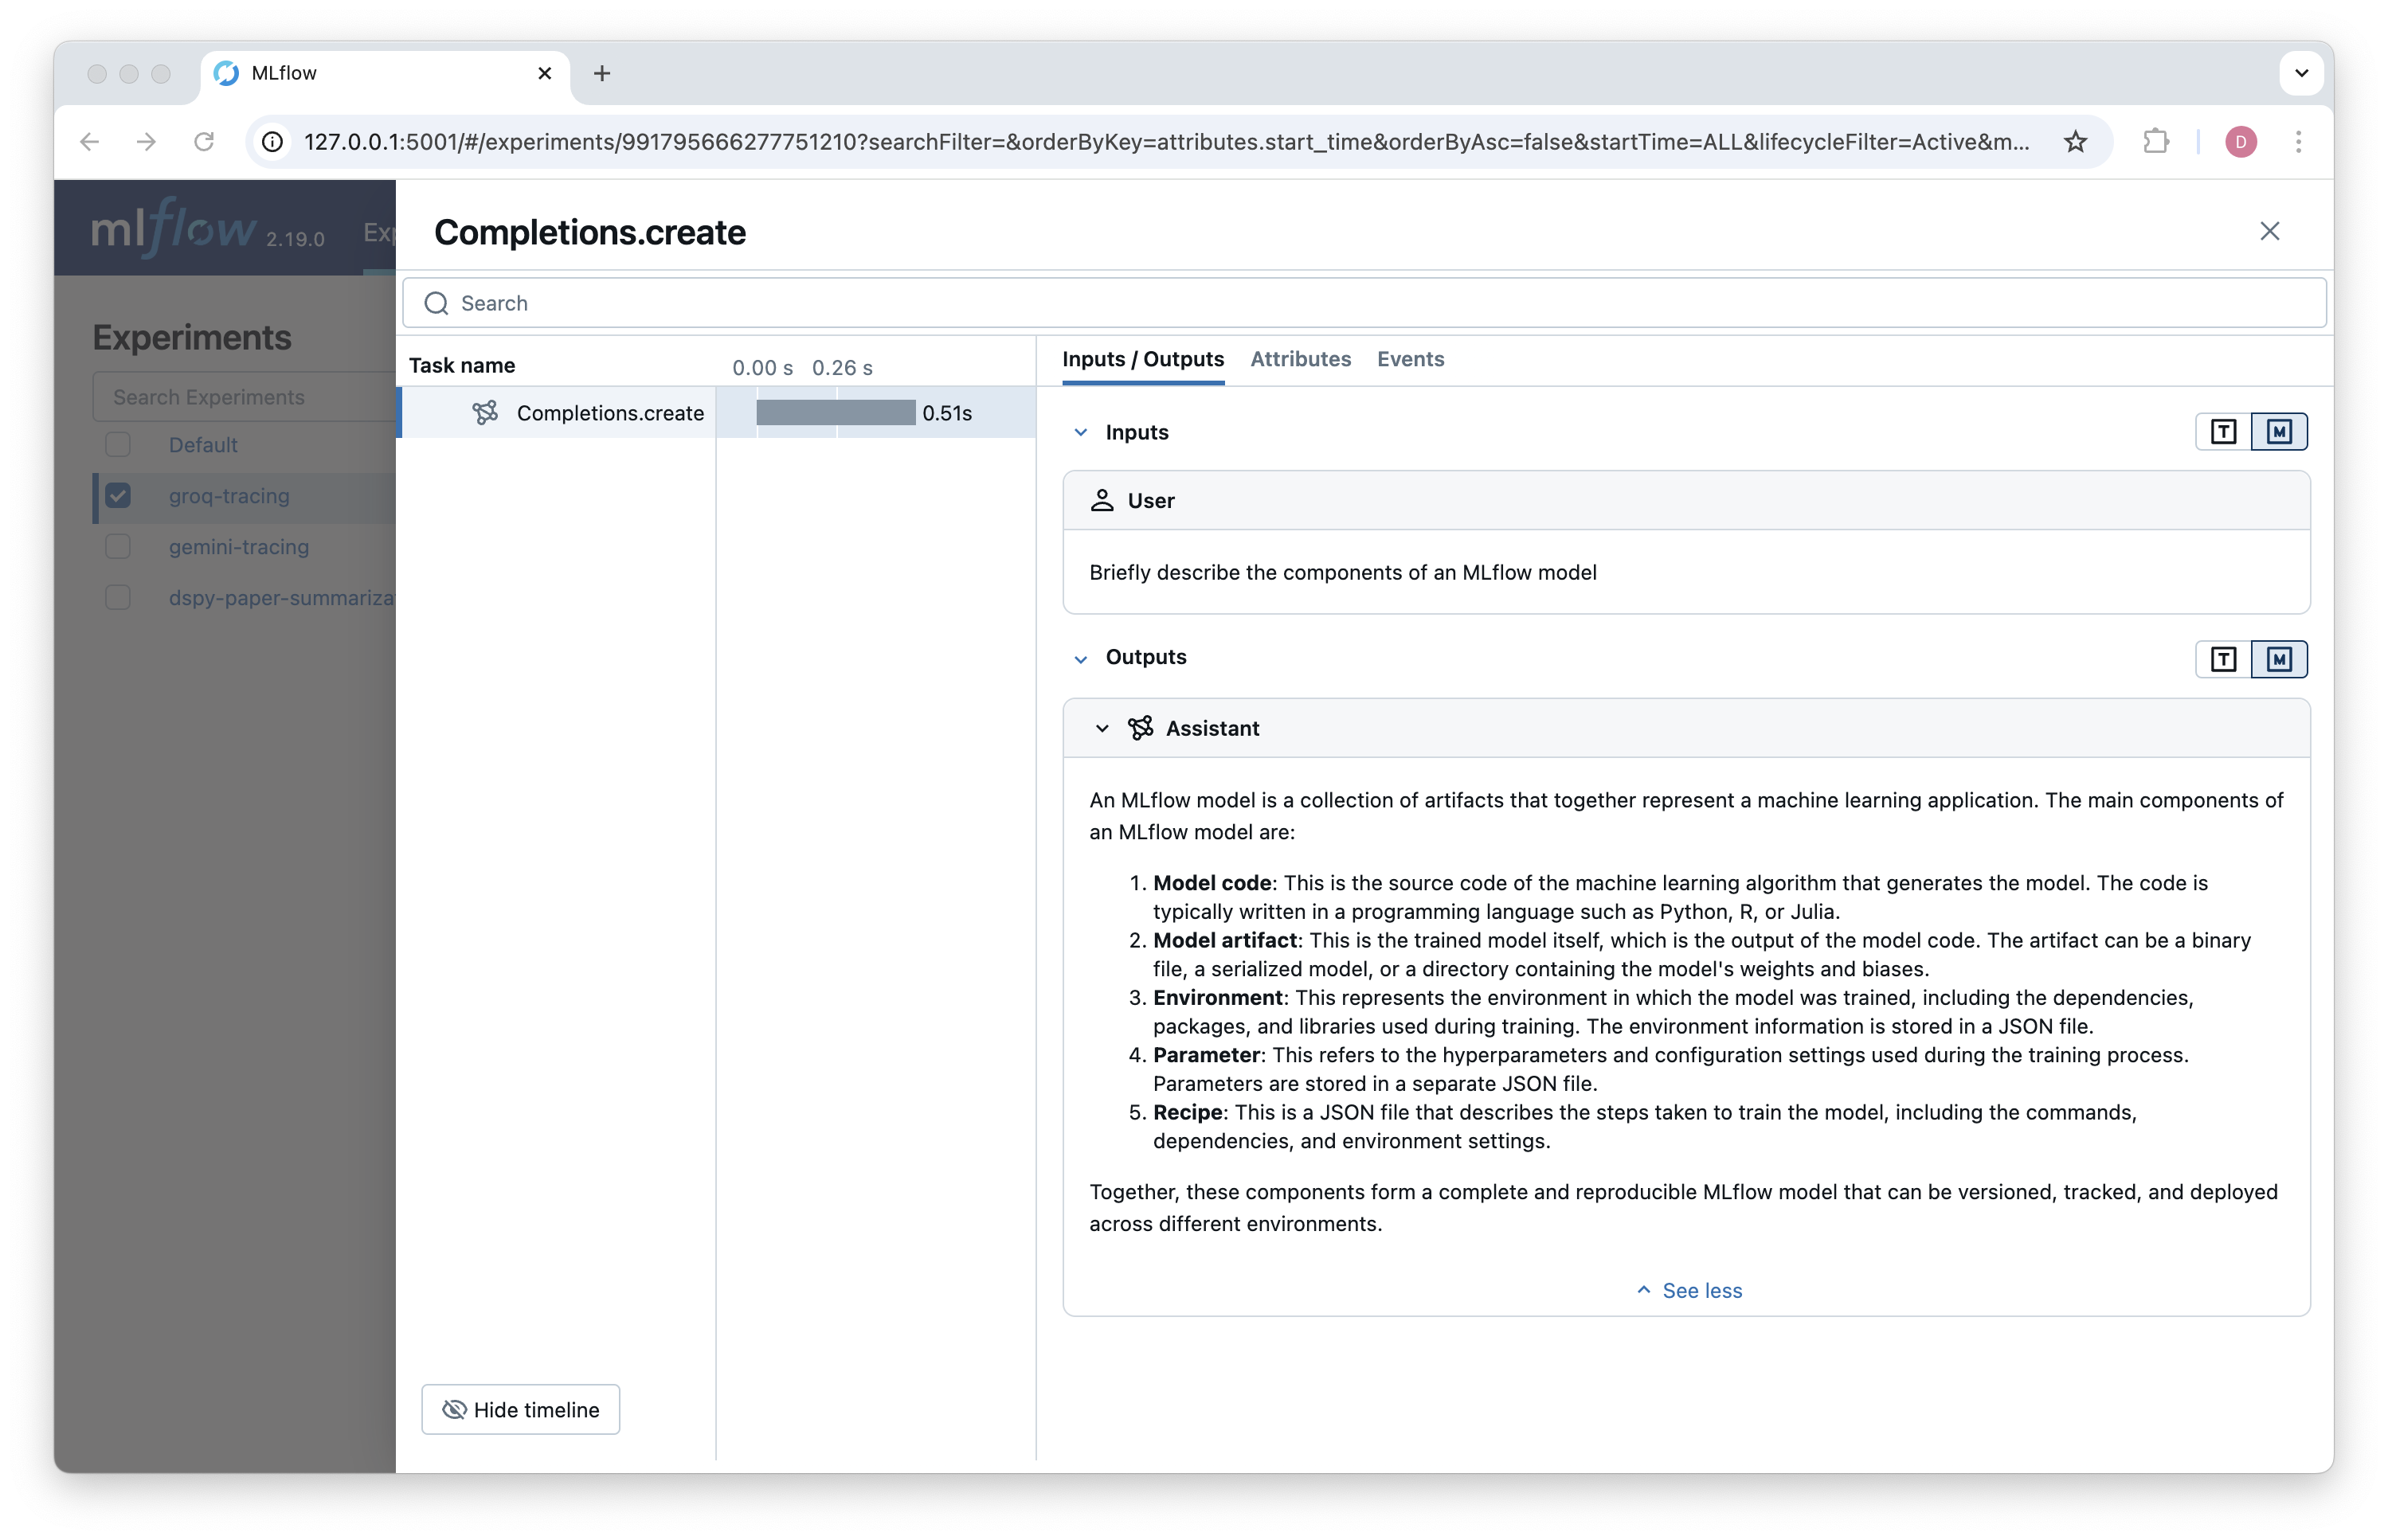 MLflow
127.0.0.1:5001/#/experiments/991795666277751210?searchFilter=&orderByKey=attributes.start_time&orderByAsc=false&startTime=ALL&lifecycleFilter=Active&m...
D
mlflow 2.19.0
Exp
Experiments
Search Experiments
Default
groq-tracing
gemini-tracing
dspy-paper-summariza
Completions.create
Search
Task name
0.00 s 0.26 s
Completions.create
0.51s
Hide timeline
Inputs / Outputs
Attributes
Events
Inputs
T M
User
Briefly describe the components of an MLflow model
Outputs
T M
Assistant
An MLflow model is a collection of artifacts that together represent a machine learning application. The main components of
an MLflow model are:
1. Model code: This is the source code of the machine learning algorithm that generates the model. The code is
typically written in a programming language such as Python, R, or Julia.
2. Model artifact: This is the trained model itself, which is the output of the model code. The artifact can be a binary
file, a serialized model, or a directory containing the model's weights and biases.
3. Environment: This represents the environment in which the model was trained, including the dependencies,
packages, and libraries used during training. The environment information is stored in a JSON file.
4. Parameter: This refers to the hyperparameters and configuration settings used during the training process.
Parameters are stored in a separate JSON file.
5. Recipe: This is a JSON file that describes the steps taken to train the model, including the commands,
dependencies, and environment settings.
Together, these components form a complete and reproducible MLflow model that can be versioned, tracked, and deployed
across different environments.
See less